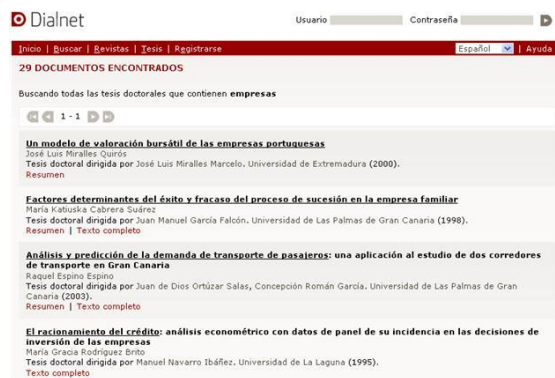 Dialnet Usuario Contraseña
Inicio | Buscar | Revistas | Tesis | Registrarse Español | Ayuda
29 DOCUMENTOS ENCONTRADOS
Buscando todas las tesis doctorales que contienen empresas
1 - 1
Un modelo de valoración bursátil de las empresas portuguesas
José Luis Miralles Quirós
Tesis doctoral dirigida por José Luis Miralles Marcelo. Universidad de Extremadura (2000).
Resumen
Factores determinantes del éxito y fracaso del proceso de sucesión en la empresa familiar
María Katiuska Cabrera Suárez
Tesis doctoral dirigida por Juan Manuel García Falcón. Universidad de Las Palmas de Gran Canaria (1998).
Resumen | Texto completo
Análisis y predicción de la demanda de transporte de pasajeros: una aplicación al estudio de dos corredores
de transporte en Gran Canaria
Raquel Espino Espino
Tesis doctoral dirigida por Juan de Dios Ortúzar Salas, Concepción Román García. Universidad de Las Palmas de Gran
Canaria (2003).
Resumen | Texto completo
El racionamiento del crédito: análisis econométrico con datos de panel de su incidencia en las decisiones de
inversión de las empresas
María Gracia Rodríguez Brito
Tesis doctoral dirigida por Manuel Navarro Ibáñez. Universidad de La Laguna (1995).
Texto completo